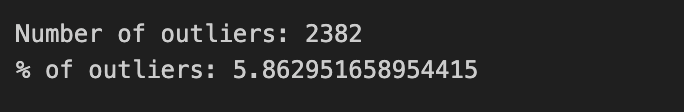 Number of outliers: 2382
% of outliers: 5.862951658954415